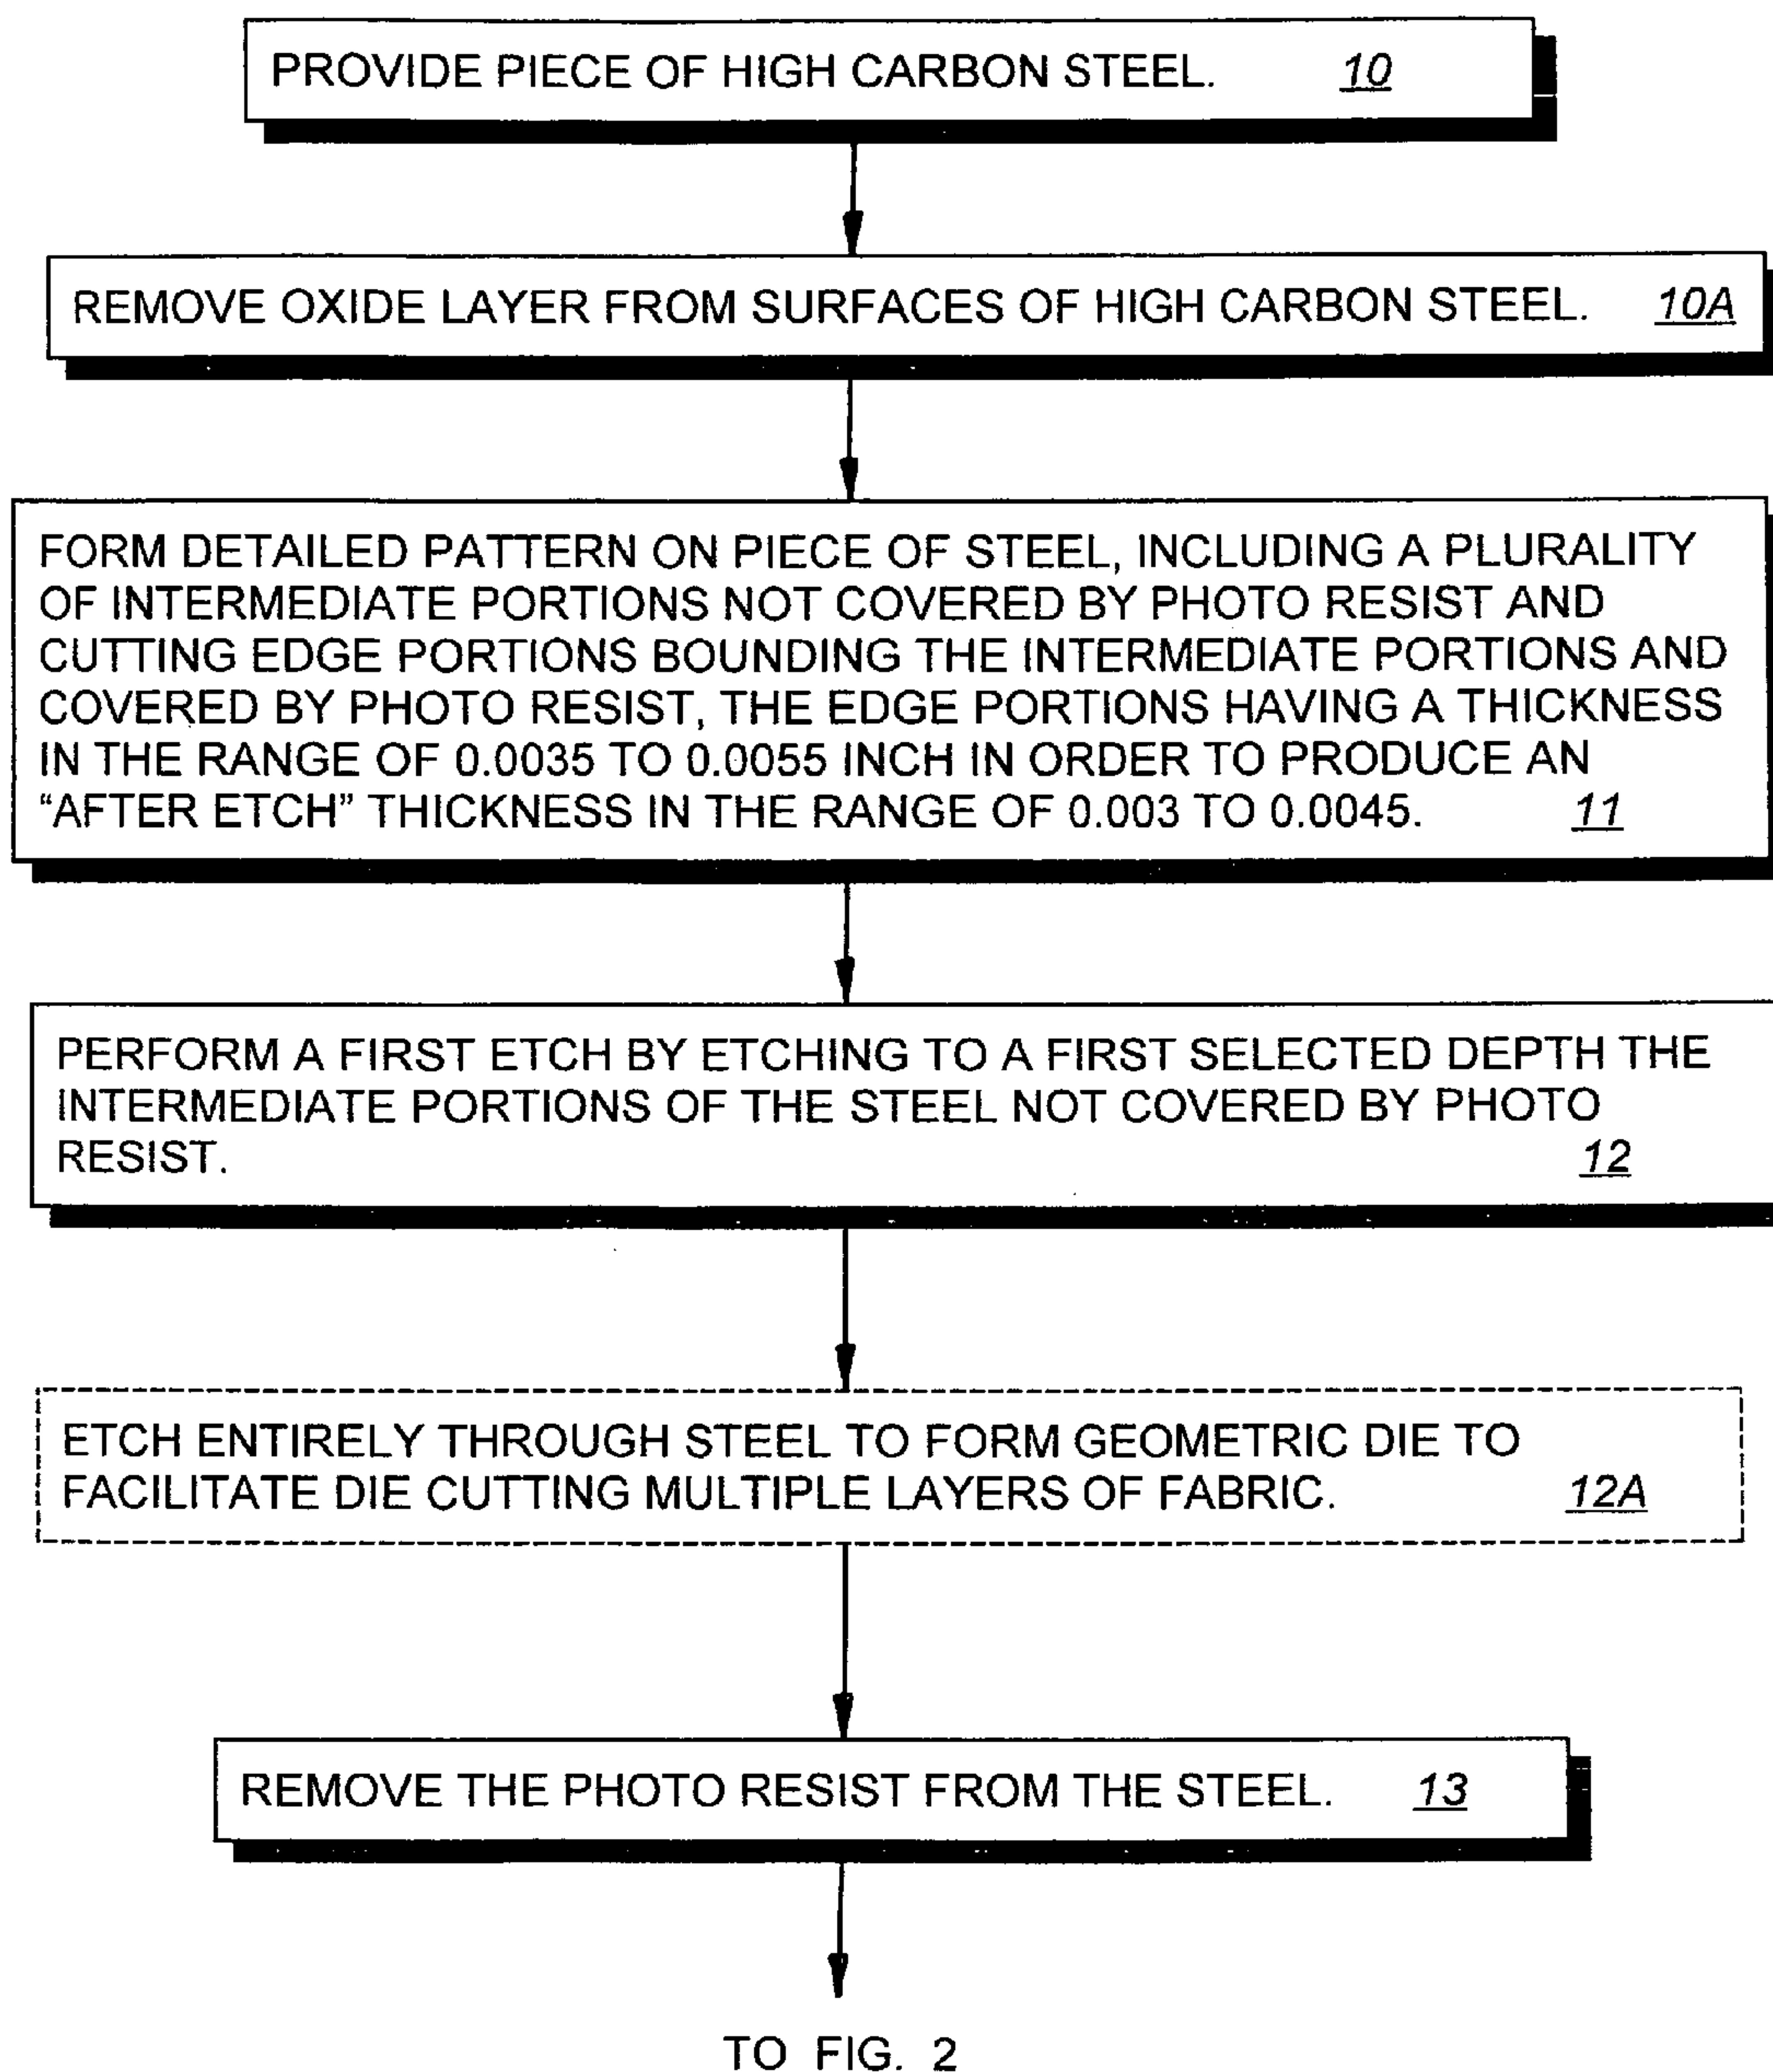 PROVIDE PIECE OF HIGH CARBON STEEL. 10
REMOVE OXIDE LAYER FROM SURFACES OF HIGH CARBON STEEL. 10A
FORM DETAILED PATTERN ON PIECE OF STEEL, INCLUDING A PLURALITY
OF INTERMEDIATE PORTIONS NOT COVERED BY PHOTO RESIST AND
CUTTING EDGE PORTIONS BOUNDING THE INTERMEDIATE PORTIONS AND
COVERED BY PHOTO RESIST, THE EDGE PORTIONS HAVING A THICKNESS
IN THE RANGE OF 0.0035 TO 0.0055 INCH IN ORDER TO PRODUCE AN
“AFTER ETCH” THICKNESS IN THE RANGE OF 0.003 TO 0.0045. 11
PERFORM A FIRST ETCH BY ETCHING TO A FIRST SELECTED DEPTH THE
INTERMEDIATE PORTIONS OF THE STEEL NOT COVERED BY PHOTO
RESIST. 12
ETCH ENTIRELY THROUGH STEEL TO FORM GEOMETRIC DIE TO
FACILITATE DIE CUTTING MULTIPLE LAYERS OF FABRIC. 12A
REMOVE THE PHOTO RESIST FROM THE STEEL. 13
TO FIG. 2